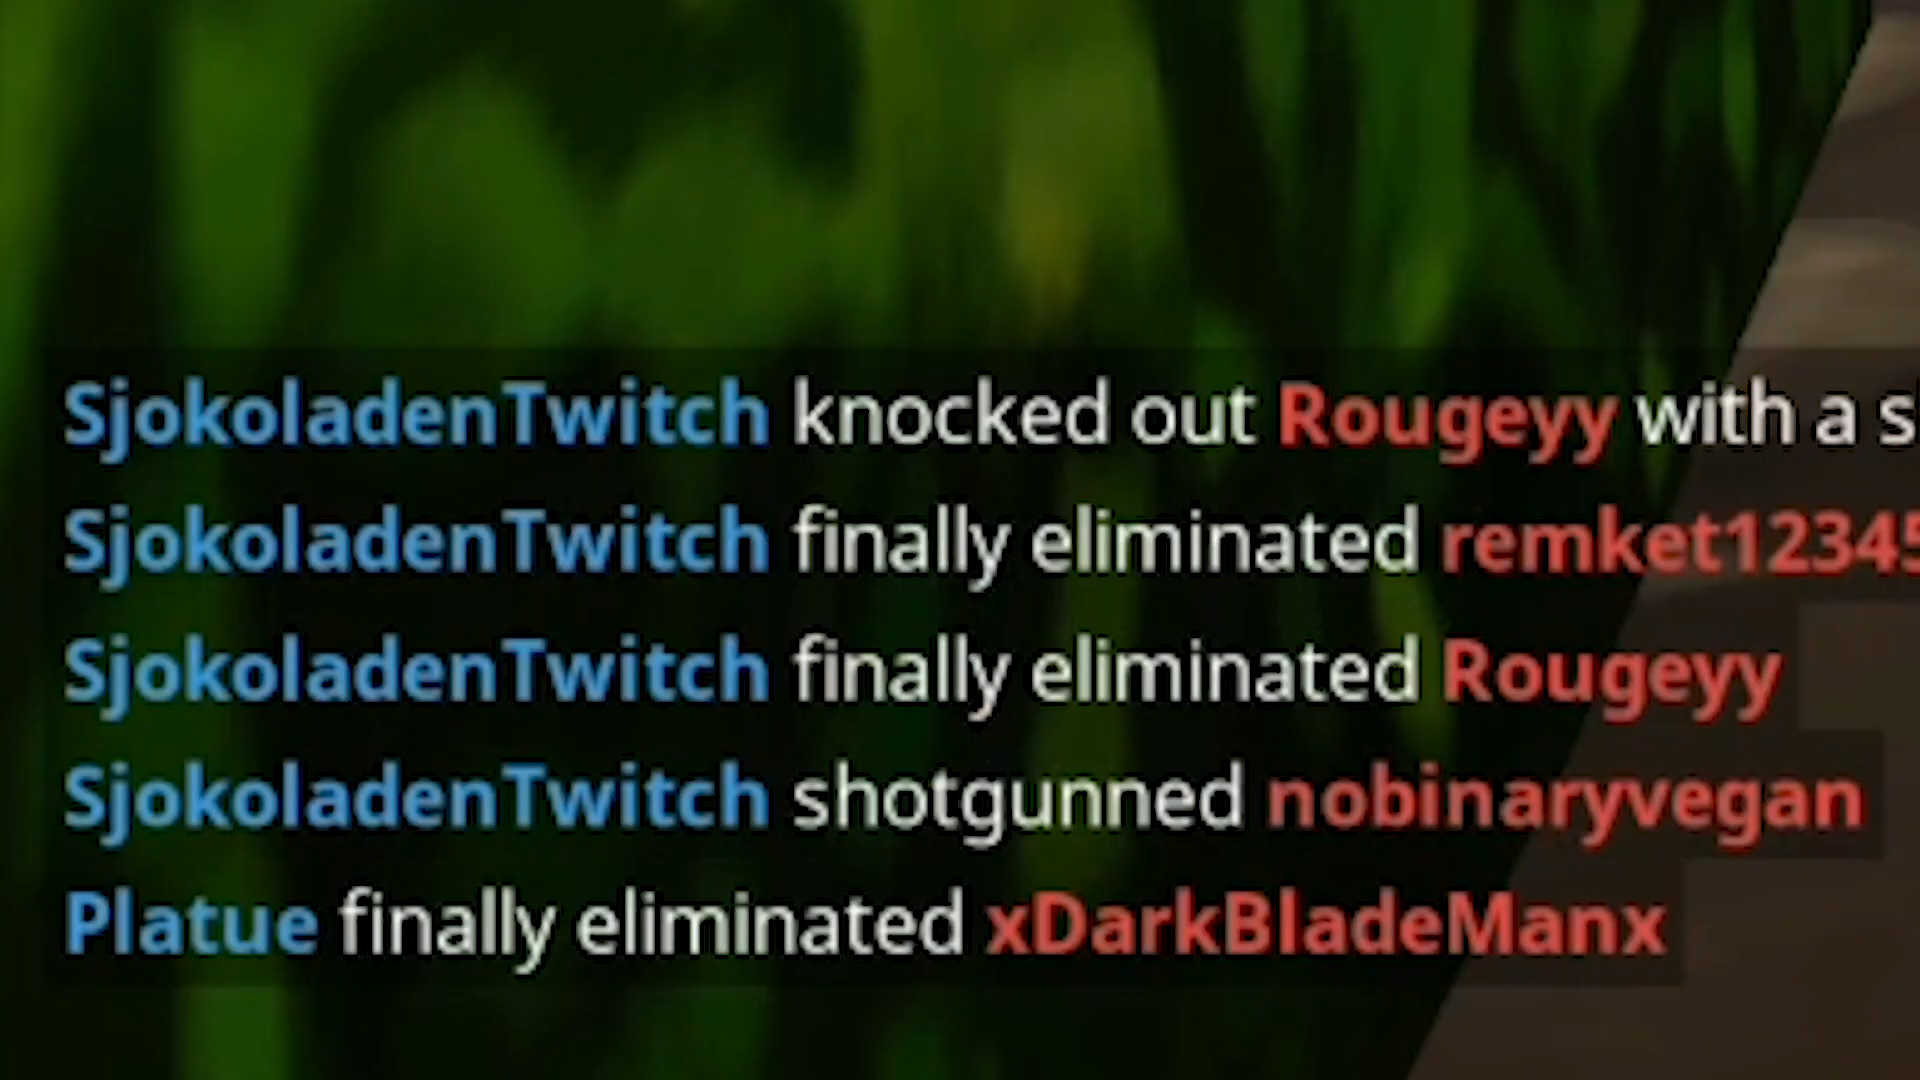 SjokoladenTwitch knocked out Rougeyy with a s
SjokoladenTwitch finally eliminated remket12345
SjokoladenTwitch finally eliminated Rougeyy
SjokoladenTwitch shotgunned nobinaryvegan
Platue finally eliminated xDarkBladeManx